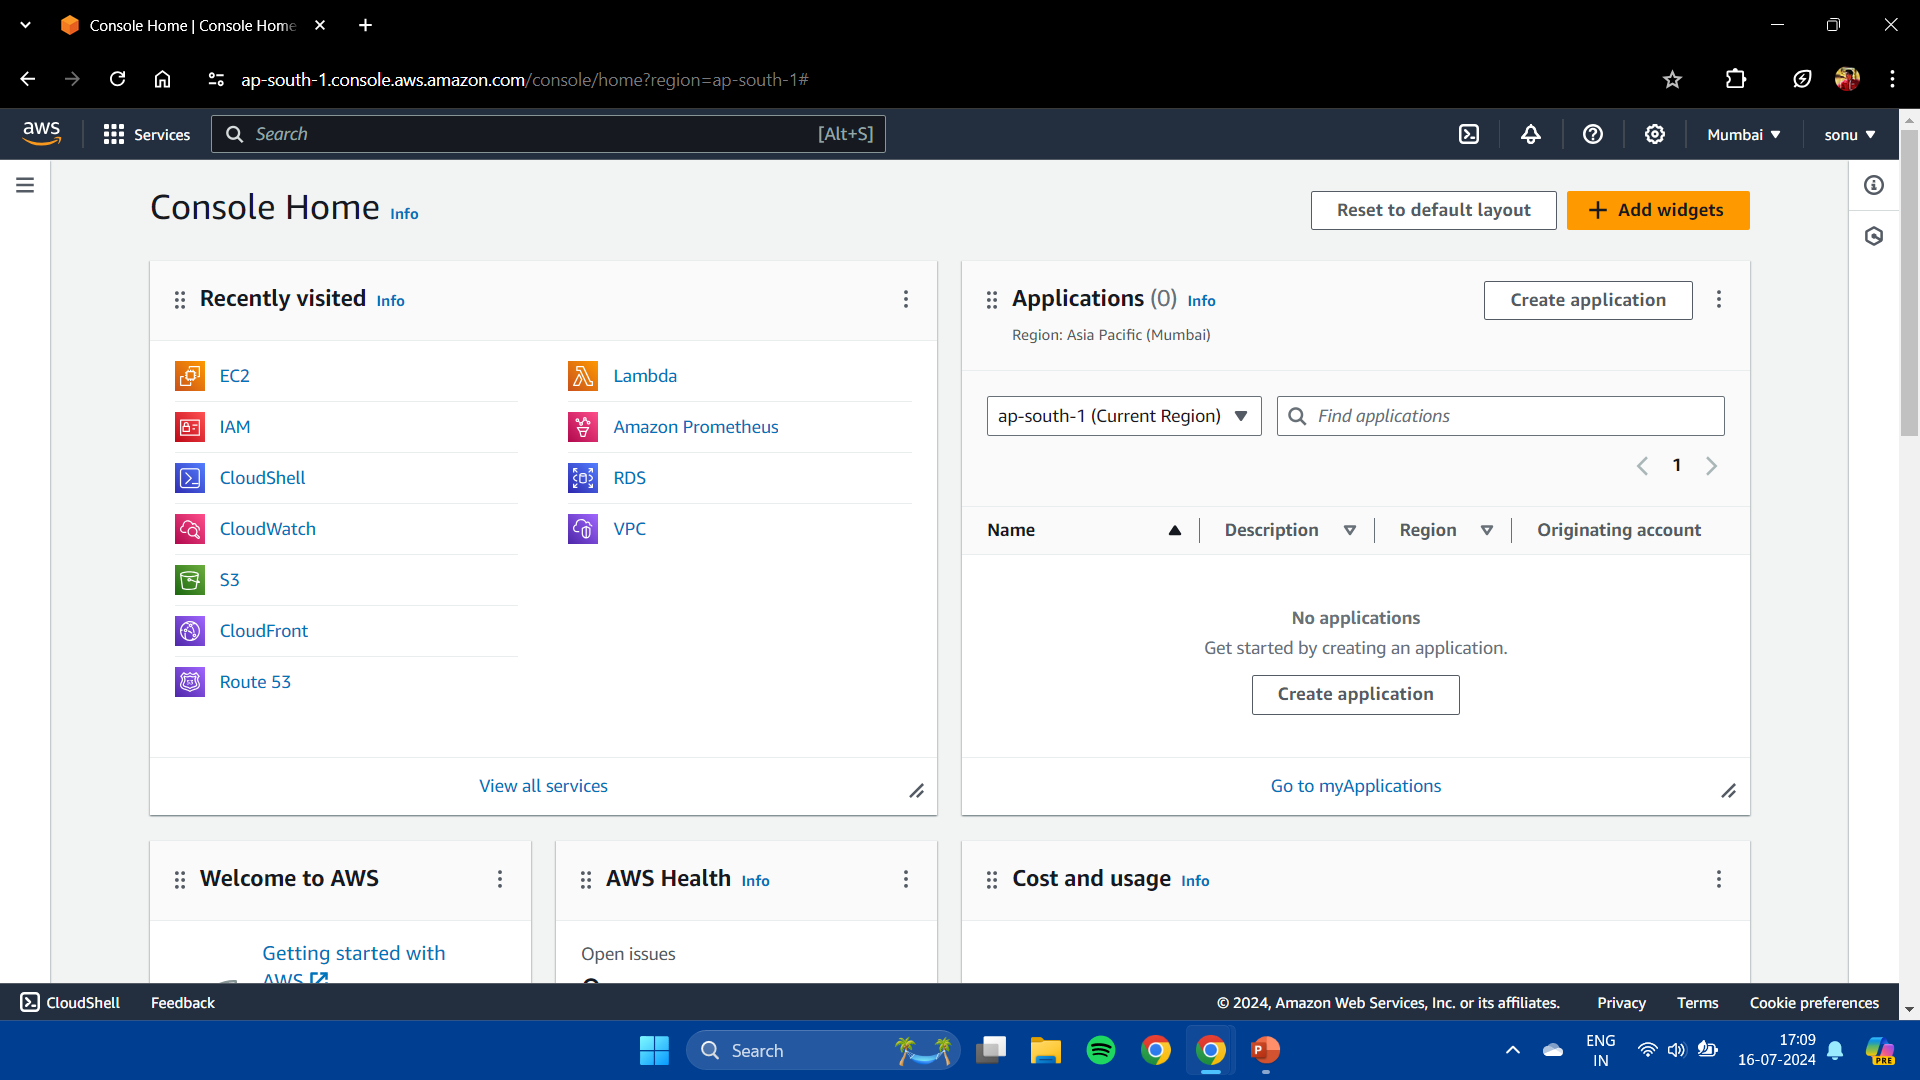 Console Home | Console Home
ap-south-1.console.aws.amazon.com/console/home?region=ap-south-1#
aws
Services
Search
[Alt+S]
Mumbai
sonu
Console Home Info
Reset to default layout
Add widgets
Recently visited Info
EC2
IAM
CloudShell
CloudWatch
S3
CloudFront
Route 53
Lambda
Amazon Prometheus
RDS
VPC
View all services
Applications (0) Info
Region: Asia Pacific (Mumbai)
Create application
ap-south-1 (Current Region)
Find applications
1
Name
Description
Region
Originating account
No applications
Get started by creating an application.
Create application
Go to myApplications
Welcome to AWS
Getting started with
AWS
AWS Health Info
Open issues
Cost and usage Info
CloudShell
Feedback
© 2024, Amazon Web Services, Inc. or its affiliates.
Privacy
Terms
Cookie preferences
Search
ENG
IN
17:09
16-07-2024
PRE